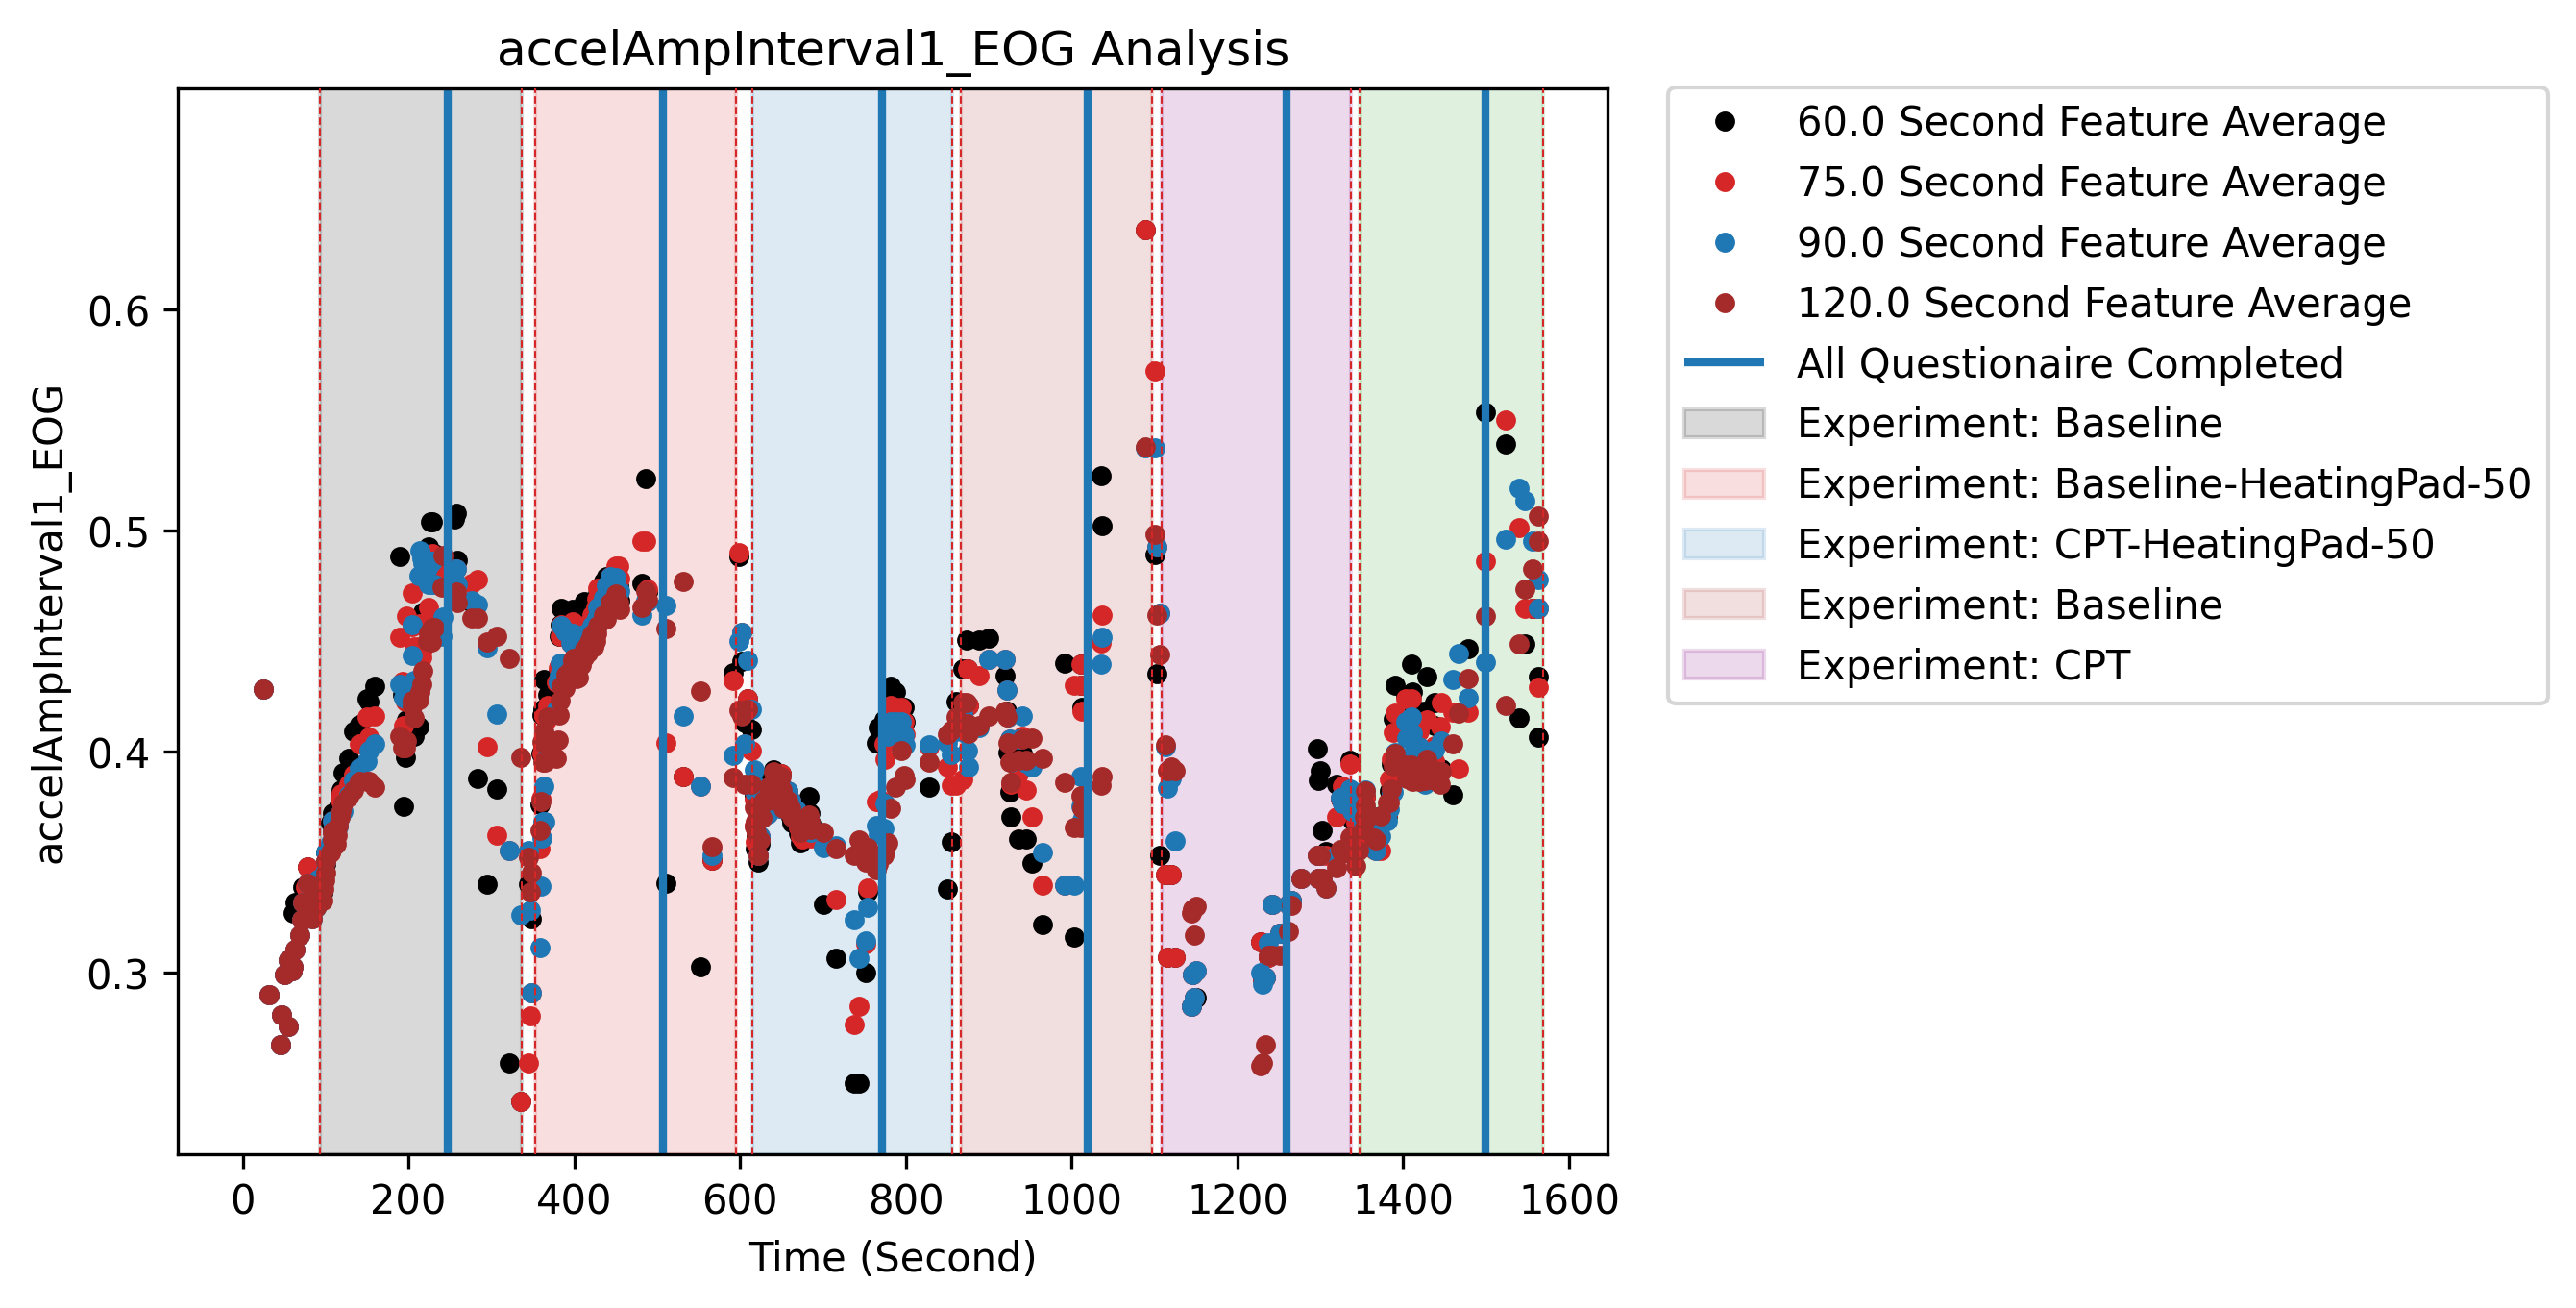 accelAmpInterval1_EOG Analysis
accelAmpInterval1_EOG
0.6
0.5
0.4
0.3
0 200 400 600 800 1000 1200 1400 1600
Time (Second)
60.0 Second Feature Average
75.0 Second Feature Average
90.0 Second Feature Average
120.0 Second Feature Average
All Questionaire Completed
Experiment: Baseline
Experiment: Baseline-HeatingPad-50
Experiment: CPT-HeatingPad-50
Experiment: Baseline
Experiment: CPT